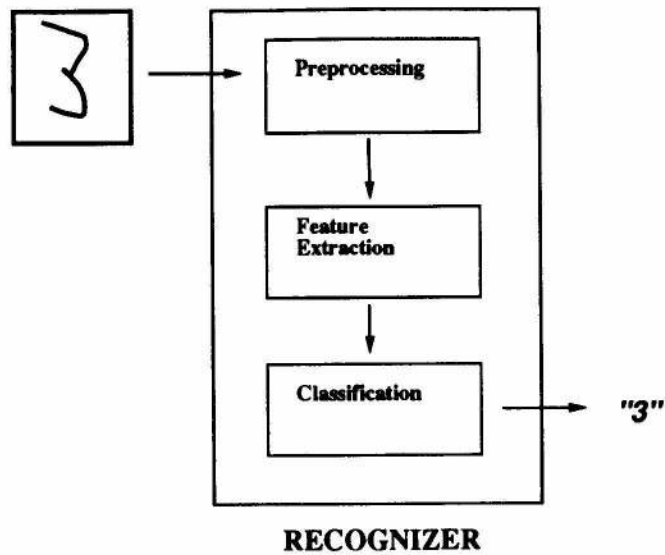 3
Preprocessing
Feature
Extraction
Classification
"3"
RECOGNIZER